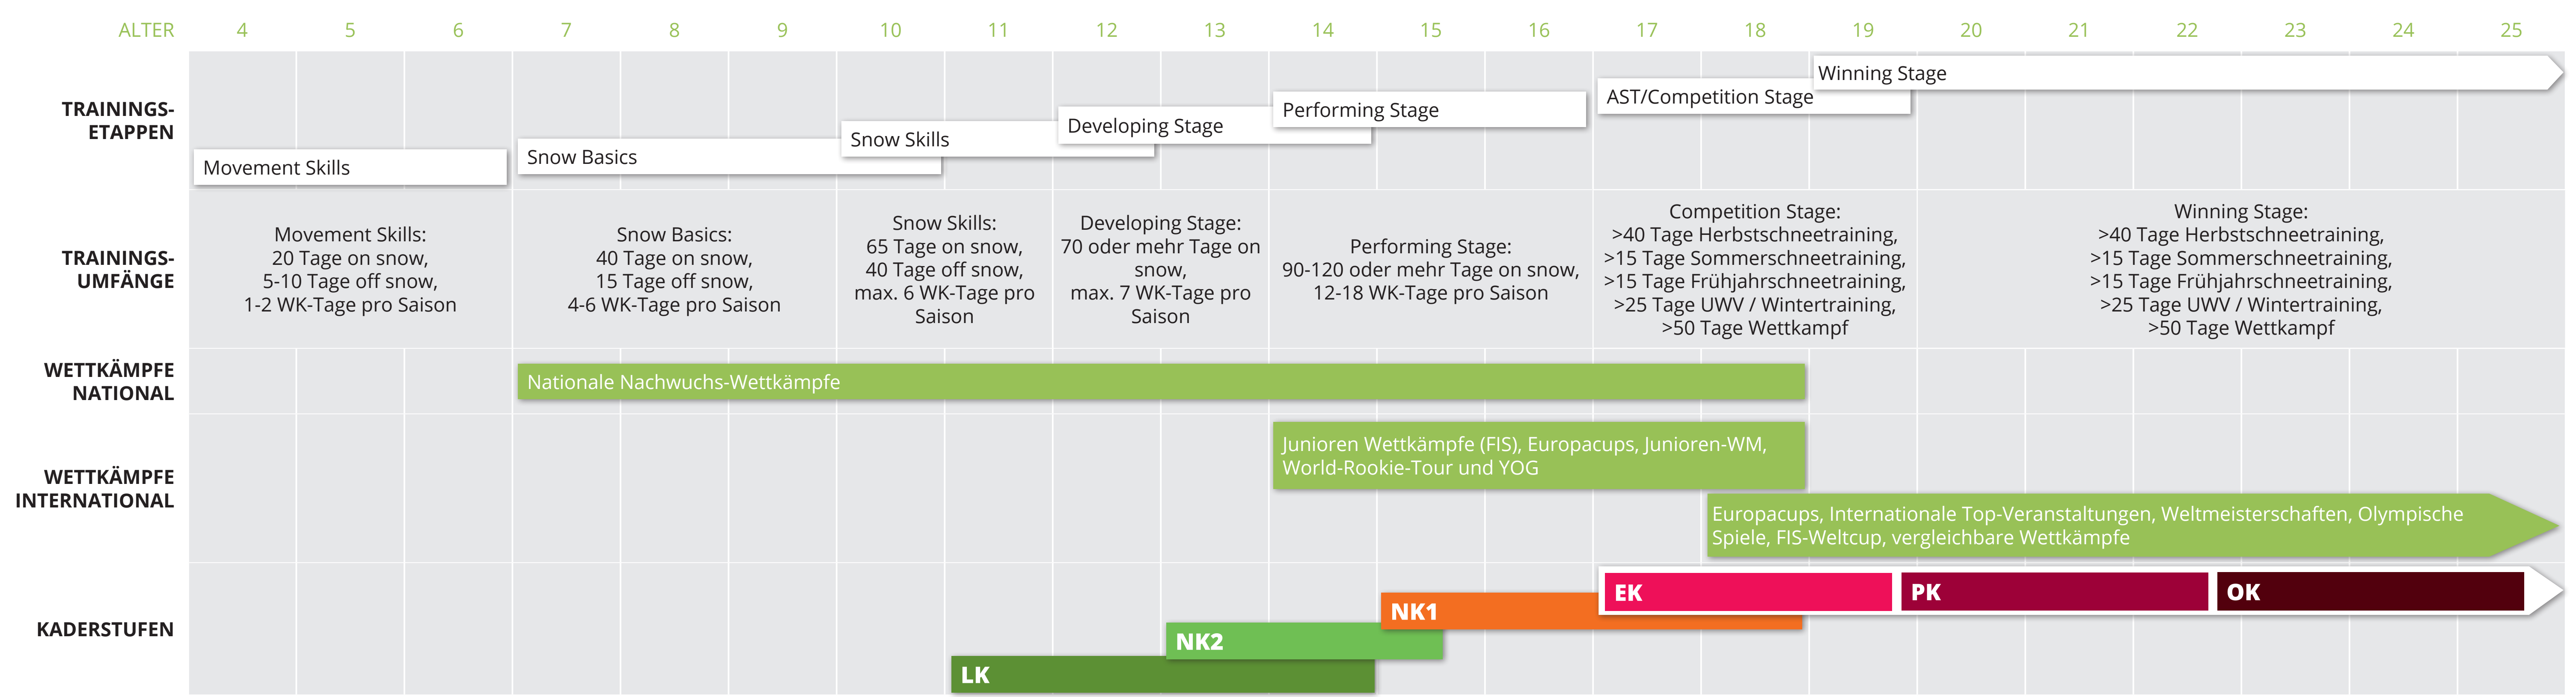 ALTER 4 5 6 7 8 9 10 11 12 13 14 15 16 17 18 19 20 21 22 23 24 25
TRAININGS-
ETAPPEN
Movement Skills
Snow Basics
Snow Skills
Developing Stage
Performing Stage
AST/Competition Stage
Winning Stage
TRAININGS-
UMFÄNGE
Movement Skills:
20 Tage on snow,
5-10 Tage off snow,
1-2 WK-Tage pro Saison
Snow Basics:
40 Tage on snow,
15 Tage off snow,
4-6 WK-Tage pro Saison
Snow Skills:
65 Tage on snow,
40 Tage off snow,
max. 6 WK-Tage pro
Saison
Developing Stage:
70 oder mehr Tage on
snow,
max. 7 WK-Tage pro
Saison
Performing Stage:
90-120 oder mehr Tage on snow,
12-18 WK-Tage pro Saison
Competition Stage:
>40 Tage Herbstschneetraining,
>15 Tage Sommerschneetraining,
>15 Tage Frühjahrschneetraining,
>25 Tage UWV / Wintertraining,
>50 Tage Wettkampf
Winning Stage:
>40 Tage Herbstschneetraining,
>15 Tage Sommerschneetraining,
>15 Tage Frühjahrschneetraining,
>25 Tage UWV / Wintertraining,
>50 Tage Wettkampf
WETTKÄMPFE
NATIONAL
Nationale Nachwuchs-Wettkämpfe
WETTKÄMPFE
INTERNATIONAL
Junioren Wettkämpfe (FIS), Europacups, Junioren-WM,
World-Rookie-Tour und YOG
Europacups, Internationale Top-Veranstaltungen, Weltmeisterschaften, Olympische
Spiele, FIS-Weltcup, vergleichbare Wettkämpfe
KADERSTUFEN
LK
NK2
NK1
EK
PK
OK